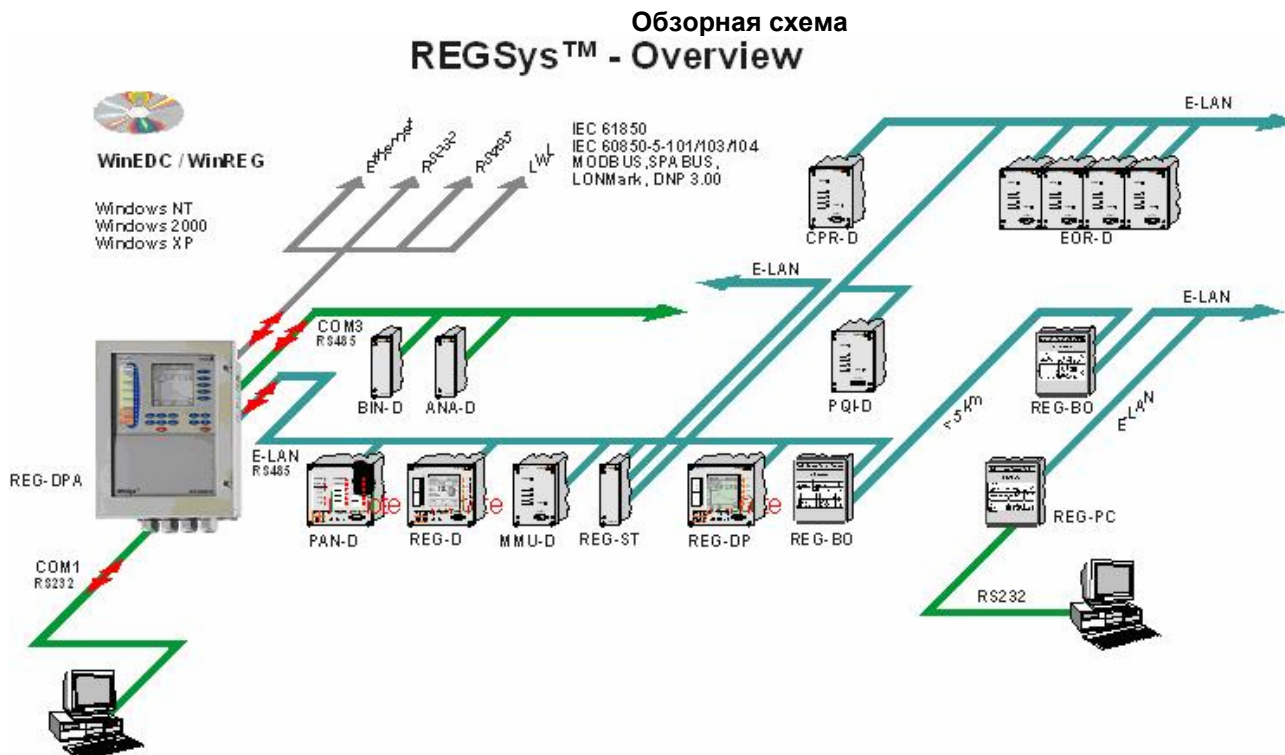 Обзорная схема
REGSys™ - Overview
WinEDC / WinREG
Windows NT
Windows 2000
Windows XP
Ethernet
RS232
RS485
LWL
IEC 61850
IEC 60850-5-101/103/104
MODBUS,SPABUS,
LONMark, DNP 3.00
E-LAN
CPR-D
EOR-D
E-LAN
E-LAN
COM3
RS485
BIN-D
ANA-D
PQI-D
REG-BO
<5km
E-LAN
E-LAN
RS485
REG-DPA
PAN-D
REG-D
MMU-D
REG-ST
REG-DP
REG-BO
REG-PC
COM1
RS232
RS232